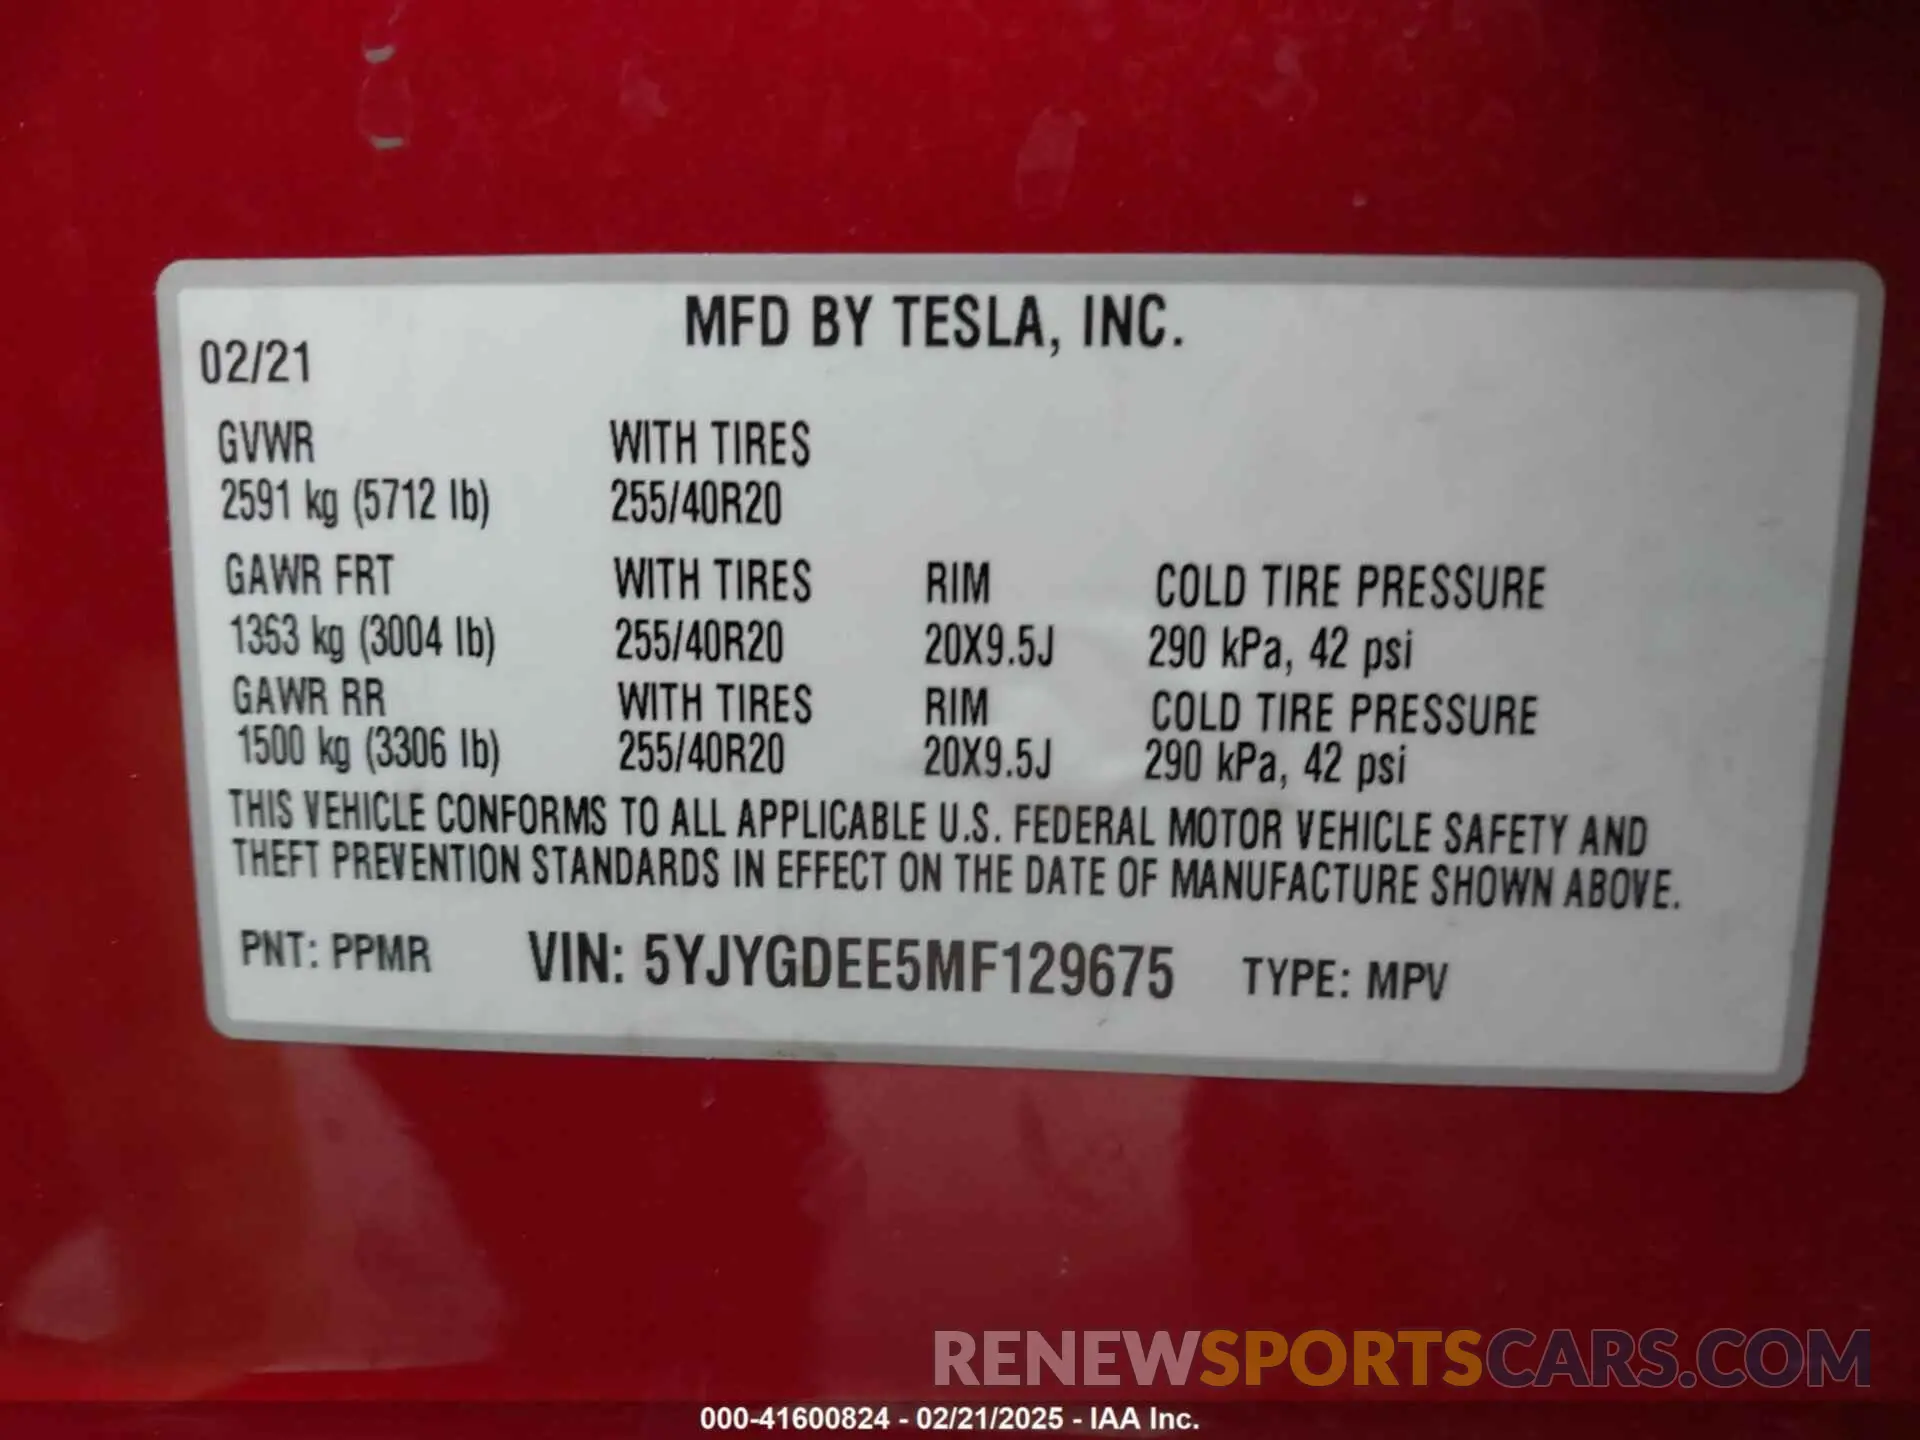 MFD BY TESLA, INC.
02/21
GVWR WITH TIRES
2591 kg (5712 lb) 255/40R20
GAWR FRT WITH TIRES RIM COLD TIRE PRESSURE
1363 kg (3004 lb) 255/40R20 20X9.5J 290 kPa, 42 psi
GAWR RR WITH TIRES RIM COLD TIRE PRESSURE
1500 kg (3306 lb) 255/40R20 20X9.5J 290 kPa, 42 psi
THIS VEHICLE CONFORMS TO ALL APPLICABLE U.S. FEDERAL MOTOR VEHICLE SAFETY AND
THEFT PREVENTION STANDARDS IN EFFECT ON THE DATE OF MANUFACTURE SHOWN ABOVE.
PNT: PPMR VIN: 5YJYGDEE5MF129675 TYPE: MPV
RENEWSPORTSCARS.COM
000-41600824 - 02/21/2025 - IAA Inc.